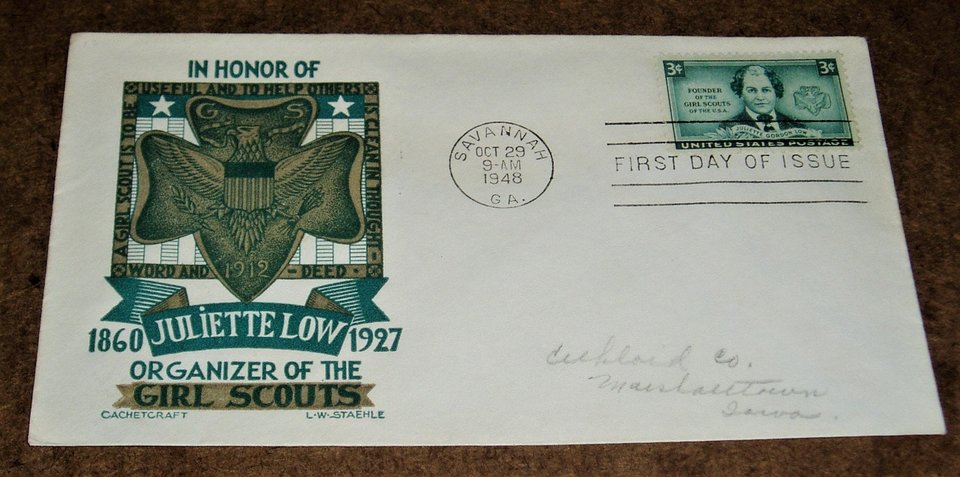 IN HONOR OF
A GIRL SCOUT IS TO BE
USEFUL AND TO HELP OTHERS
IS CLEAN IN THOUGHT -
WORD AND - DEED -
GS
1912
1860 JULiETTE LOW 1927
ORGANIZER OF THE
GIRL SCOUTS
CACHETCRAFT L-W-STAEHLE
SAVANNAH
OCT 29
9-AM
1948
GA.
3¢ 3¢
FOUNDER
OF THE
GIRL SCOUTS
OF THE U.S.A.
JULIETTE GORDON LOW
UNITED STATES POSTAGE
FIRST DAY OF ISSUE
Co.
Marshalltown
Iowa.